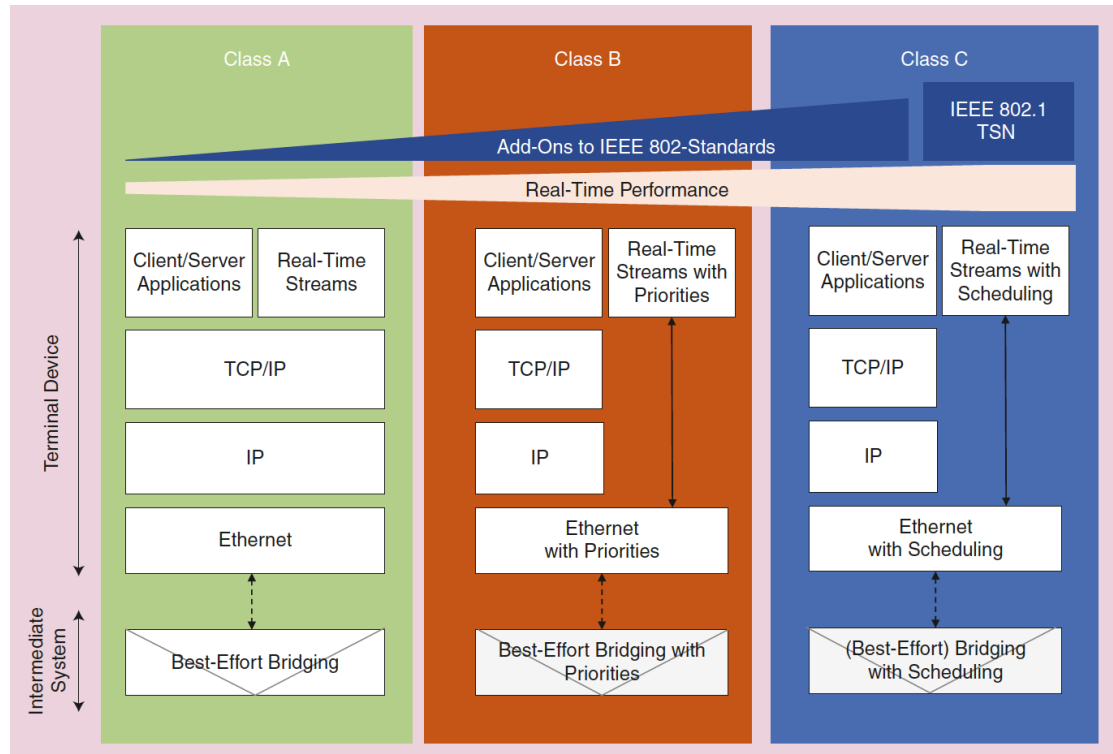 Class A
Class B
Class C
Add-Ons to IEEE 802-Standards
IEEE 802.1
TSN
Real-Time Performance
Terminal Device
Client/Server
Applications
Real-Time
Streams
TCP/IP
IP
Ethernet
Client/Server
Applications
Real-Time
Streams with
Priorities
TCP/IP
IP
Ethernet
with Priorities
Client/Server
Applications
Real-Time
Streams with
Scheduling
TCP/IP
IP
Ethernet
with Scheduling
Intermediate
System
Best-Effort Bridging
Best-Effort Bridging with
Priorities
(Best-Effort) Bridging
with Scheduling